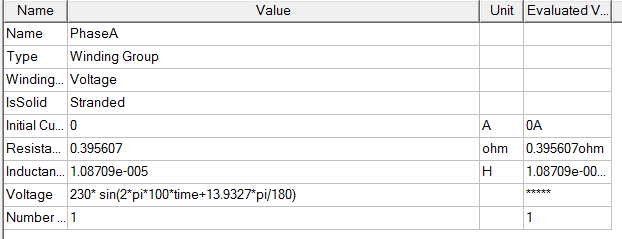 Name Value Unit Evaluated V...
Name PhaseA
Type Winding Group
Winding... Voltage
IsSolid Stranded
Initial Cu... 0 A 0A
Resista... 0.395607 ohm 0.395607ohm
Inductan... 1.08709e-005 H 1.08709e-00...
Voltage 230* sin(2*pi*100*time+13.9327*pi/180) *****
Number ... 1 1